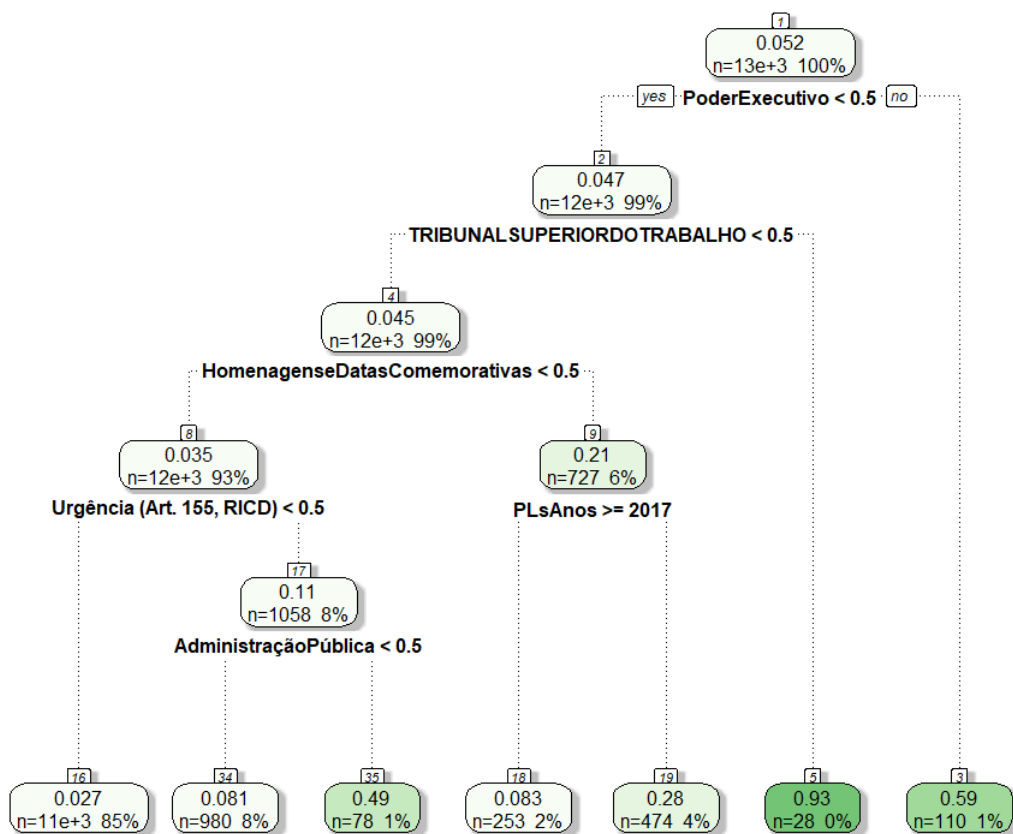 1
0.052
n=13e+3 100%
yes PoderExecutivo < 0.5 no
2
0.047
n=12e+3 99%
TRIBUNALSUPERIORDOTRABALHO < 0.5
4
0.045
n=12e+3 99%
HomenagenseDatasComemorativas < 0.5
8 9
0.035 0.21
n=12e+3 93% n=727 6%
Urgência (Art. 155, RICD) < 0.5 PLsAnos >= 2017
17
0.11
n=1058 8%
AdministraçãoPública < 0.5
16 34 35 18 19 5 3
0.027 0.081 0.49 0.083 0.28 0.93 0.59
n=11e+3 85% n=980 8% n=78 1% n=253 2% n=474 4% n=28 0% n=110 1%